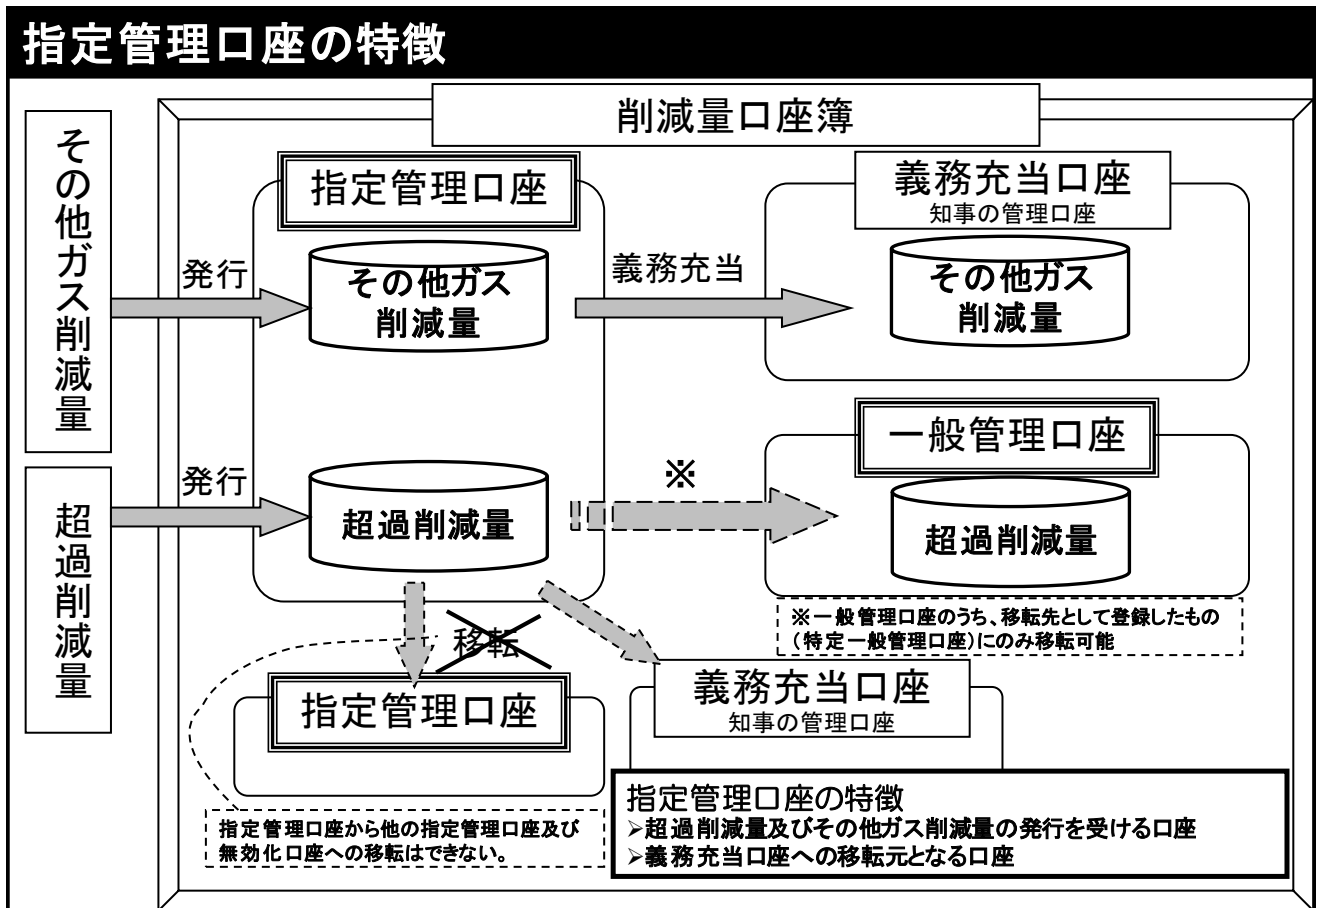 指定管理口座の特徴
削減量口座簿
その他ガス削減量
超過削減量
指定管理口座
発行
その他ガス
削減量
義務充当
義務充当口座
知事の管理口座
その他ガス
削減量
発行
超過削減量
※
一般管理口座
超過削減量
※一般管理口座のうち、移転先として登録したもの
(特定一般管理口座)にのみ移転可能
移転
指定管理口座
義務充当口座
知事の管理口座
指定管理口座から他の指定管理口座及び
無効化口座への移転はできない。
指定管理口座の特徴
➢超過削減量及びその他ガス削減量の発行を受ける口座
➢義務充当口座への移転元となる口座